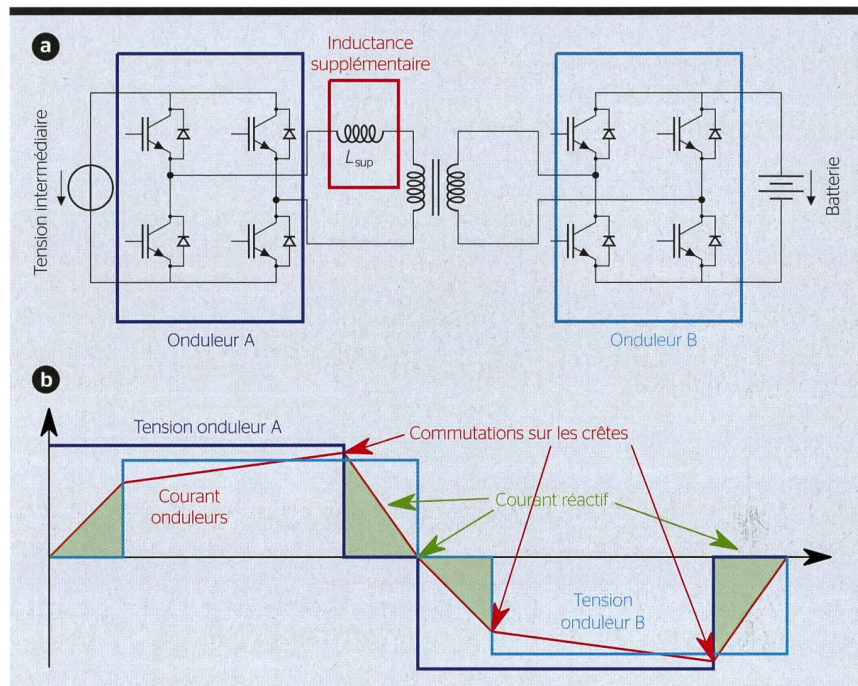 a
Inductance
supplémentaire
Tension intermédiaire
L sup
Batterie
Onduleur A
Onduleur B
b
Tension onduleur A
Commutations sur les crêtes
Courant
onduleurs
Courant réactif
Tension
onduleur B